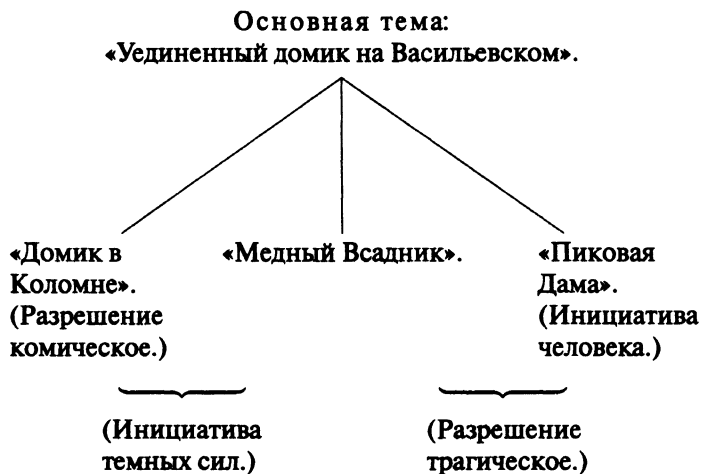 Основная тема:
«Уединенный домик на Васильевском».
«Домик в
Коломне».
(Разрешение
комическое.)
«Медный Всадник».
«Пиковая
Дама».
(Инициатива
человека.)
(Инициатива
темных сил.)
(Разрешение
трагическое.)